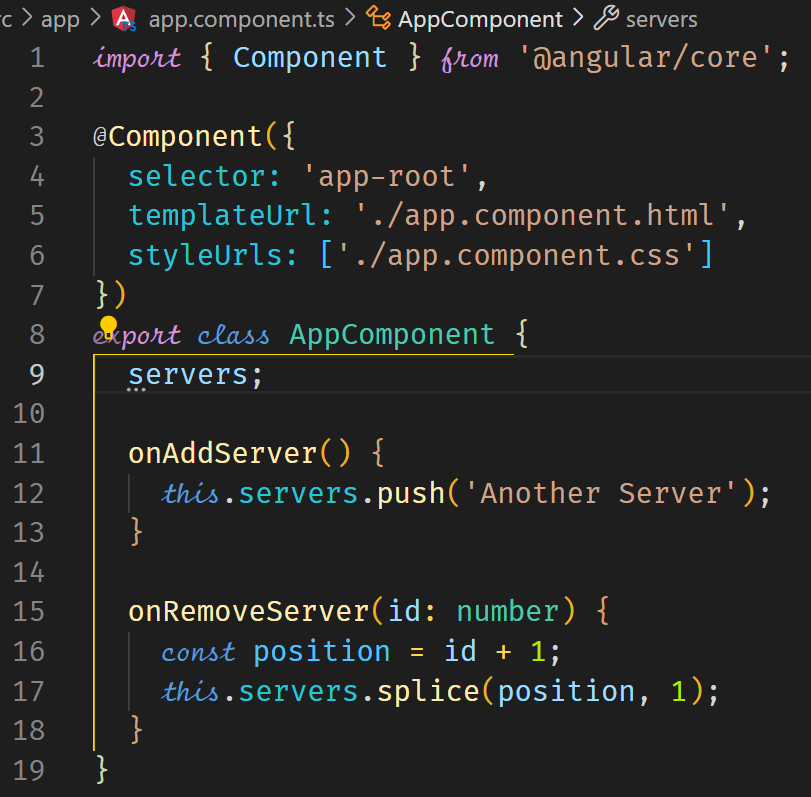 rc > app > app.component.ts > AppComponent > servers
1 import { Component } from '@angular/core';
2
3 @Component({
4 selector: 'app-root',
5 templateUrl: './app.component.html',
6 styleUrls: ['./app.component.css']
7 })
8 export class AppComponent {
9 servers;
10
11 onAddServer() {
12 this.servers.push('Another Server');
13 }
14
15 onRemoveServer(id: number) {
16 const position = id + 1;
17 this.servers.splice(position, 1);
18 }
19 }